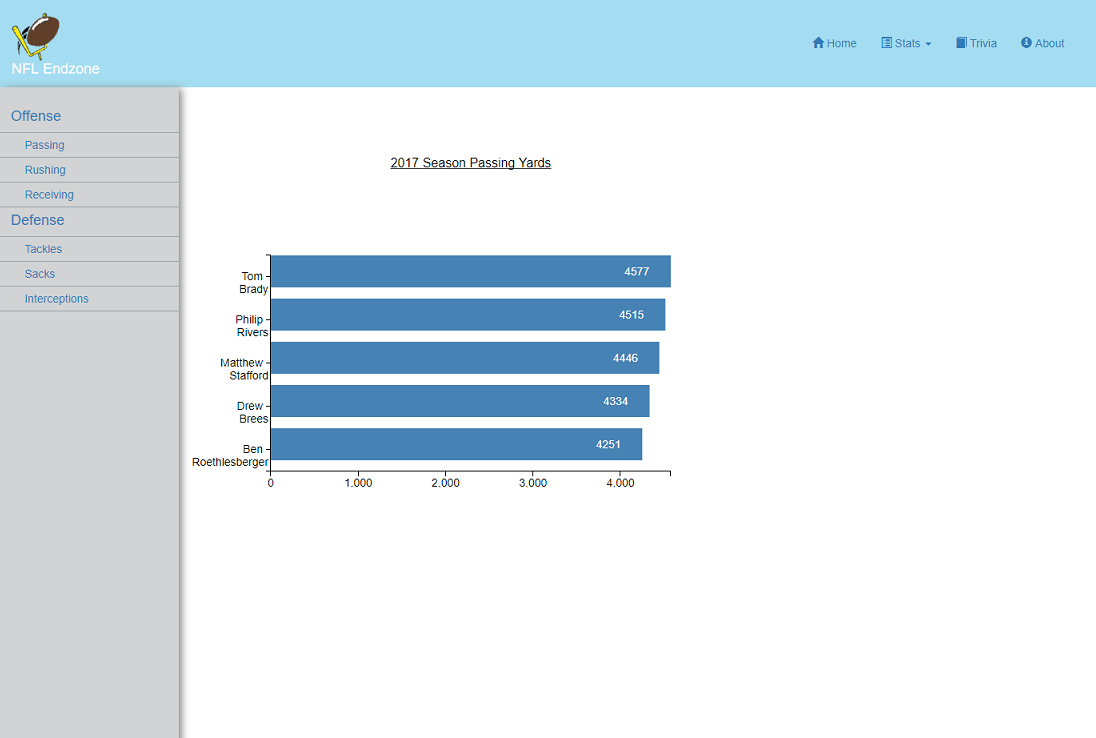 NFL Endzone
Home
Stats
Trivia
About
Offense
Passing
Rushing
Receiving
Defense
Tackles
Sacks
Interceptions
2017 Season Passing Yards
Tom
Brady
4577
Philip
Rivers
4515
Matthew
Stafford
4446
Drew
Brees
4334
Ben
Roethlesberger
4251
0
1.000
2.000
3.000
4.000